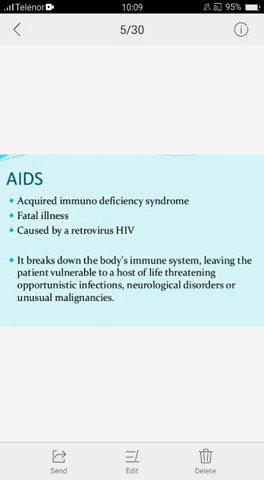 Telenor
10:09
95%
5/30
AIDS
• Acquired immuno deficiency syndrome
• Fatal illness
• Caused by a retrovirus HIV
• It breaks down the body's immune system, leaving the
patient vulnerable to a host of life threatening
opportunistic infections, neurological disorders or
unusual malignancies.
Send
Edit
Delete